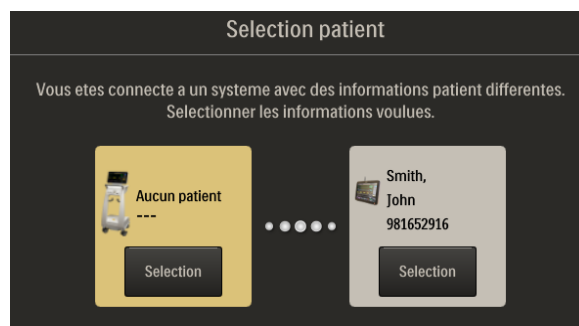 Selection patient
Vous etes connecte a un systeme avec des informations patient differentes.
Selectionner les informations voulues.
Aucun patient
---
Selection
Smith,
John
981652916
Selection